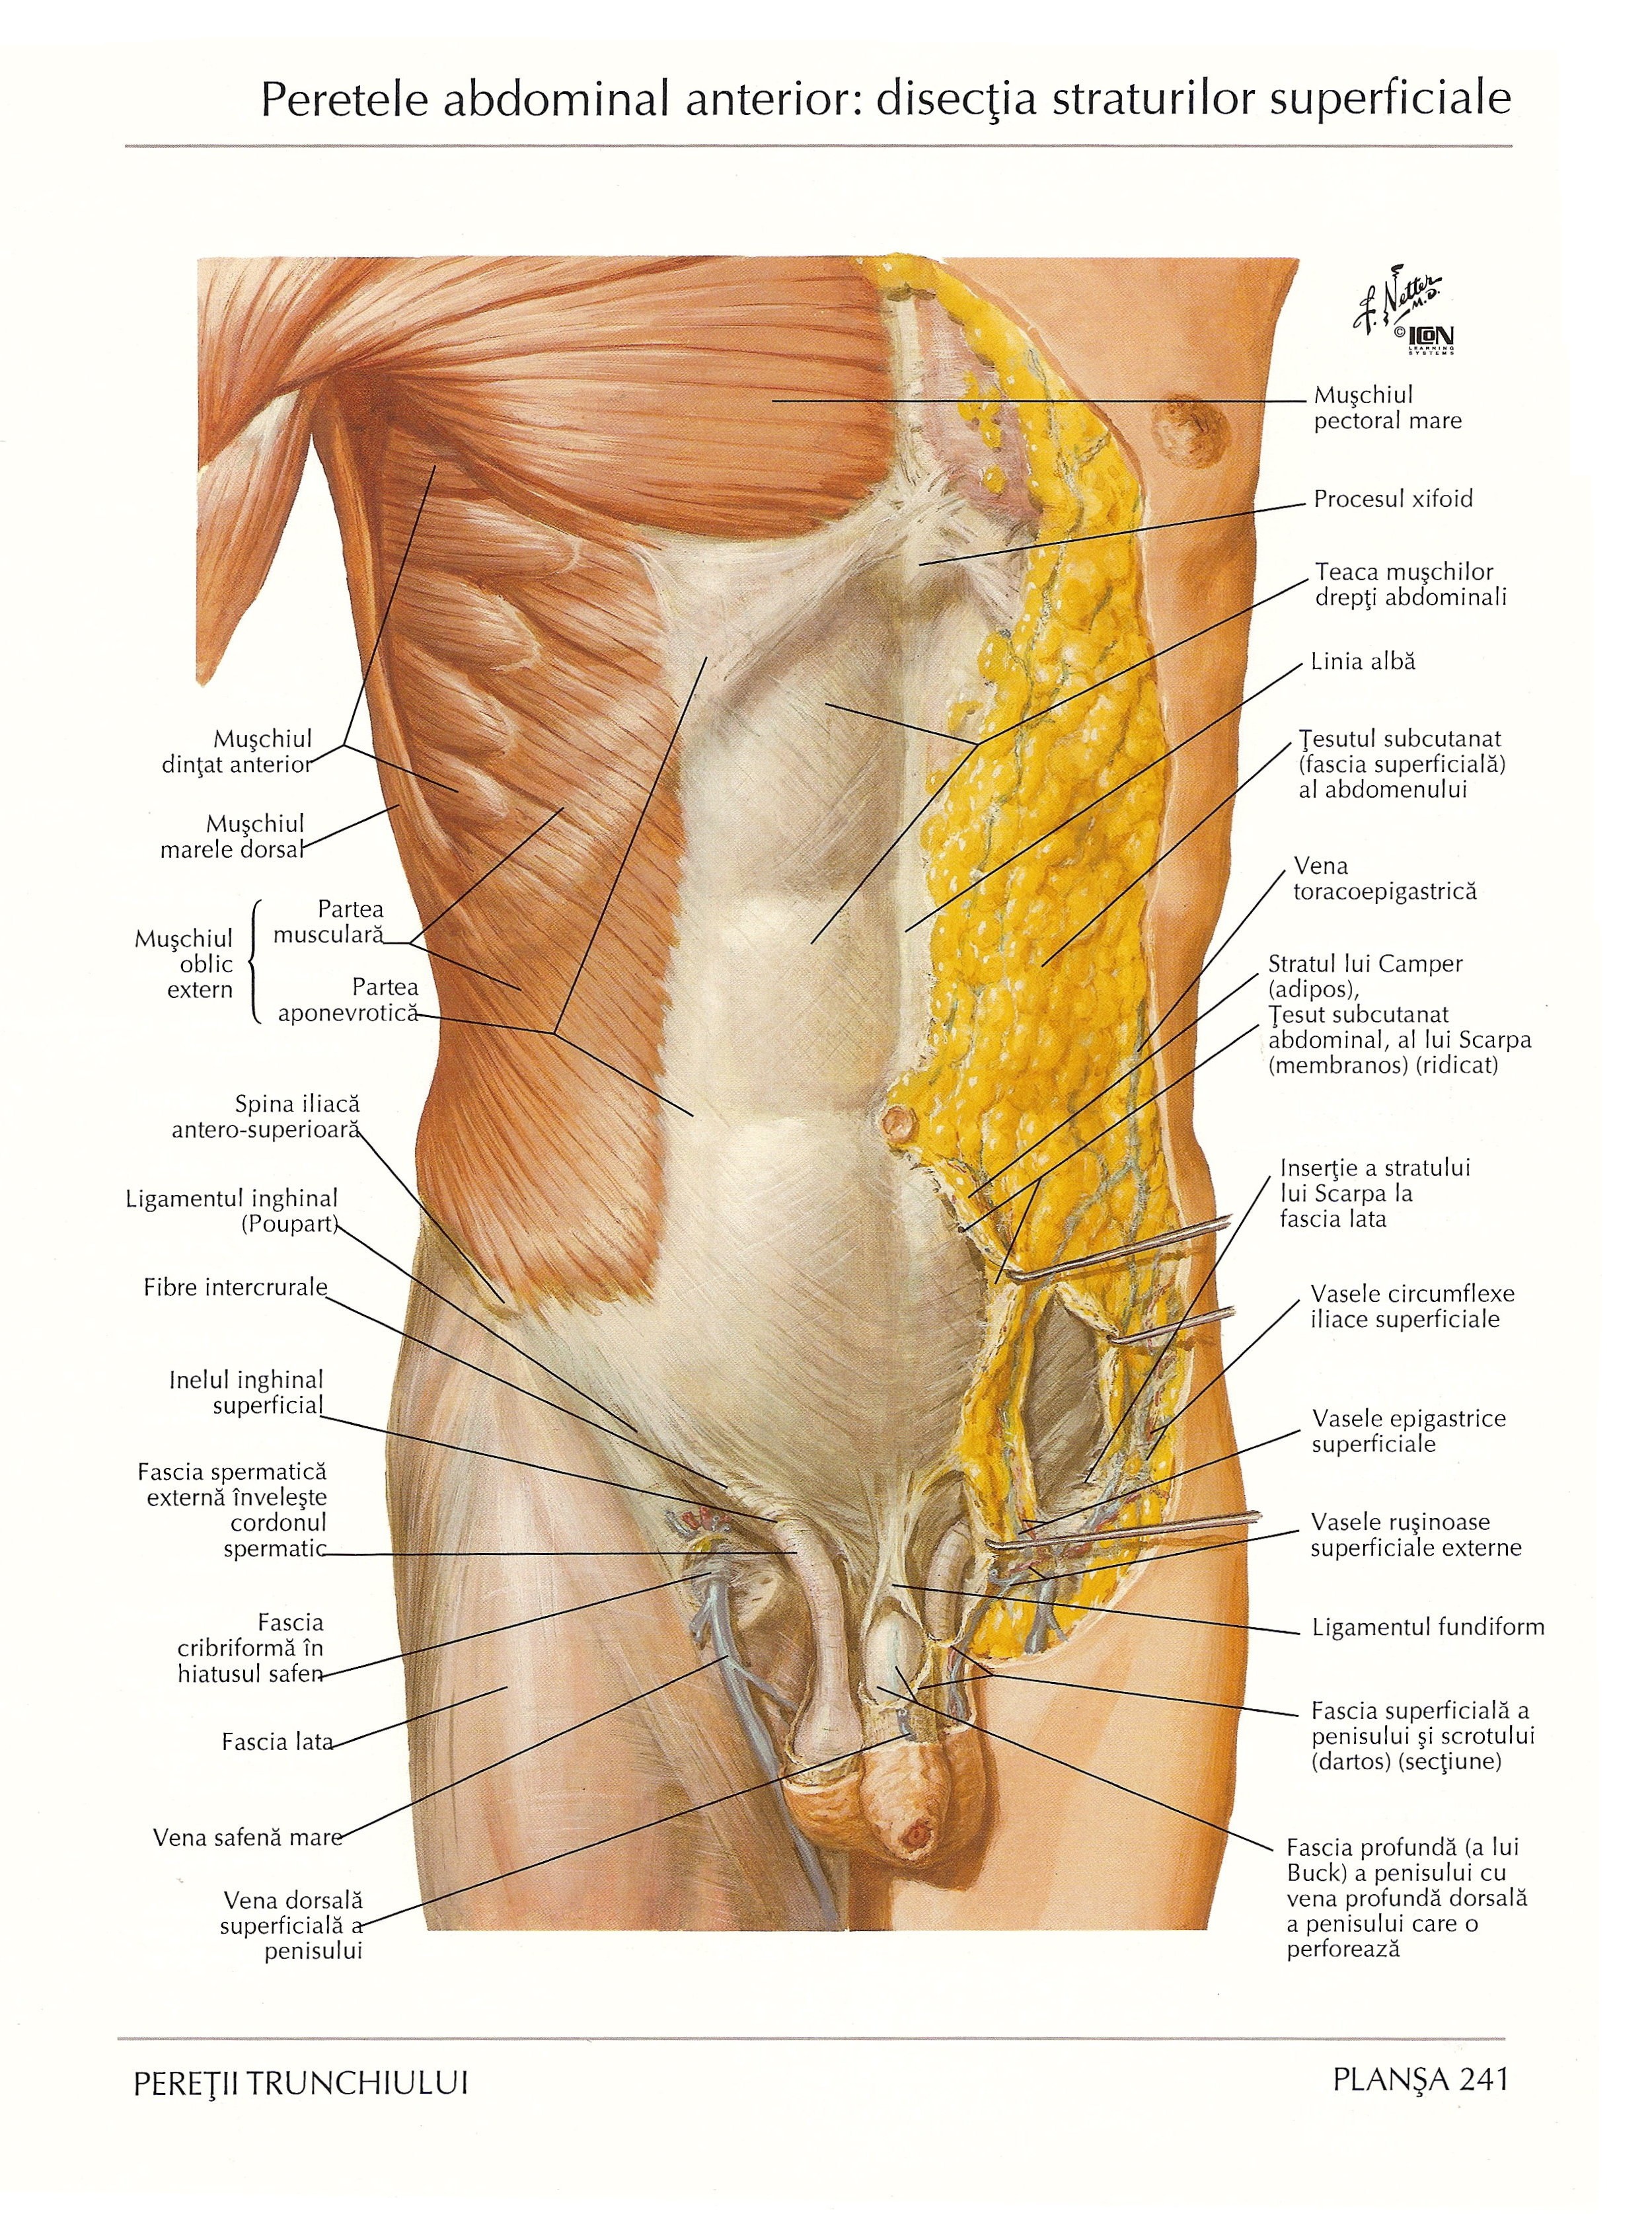 Peretele abdominal anterior: disecţia straturilor superficiale
F. Netter
M.D.
© ICON
LEARNING
SYSTEMS
Muşchiul
pectoral mare
Procesul xifoid
Teaca muşchilor
drepţi abdominali
Linia albă
Ţesutul subcutanat
(fascia superficială)
al abdomenului
Vena
toracoepigastrică
Stratul lui Camper
(adipos),
Ţesut subcutanat
abdominal, al lui Scarpa
(membranos) (ridicat)
Inserţie a stratului
lui Scarpa la
fascia lata
Vasele circumflexe
iliace superficiale
Vasele epigastrice
superficiale
Vasele ruşinoase
superficiale externe
Ligamentul fundiform
Fascia superficială a
penisului şi scrotului
(dartos) (secţiune)
Fascia profundă (a lui
Buck) a penisului cu
vena profundă dorsală
a penisului care o
perforează
Muşchiul
dinţat anterior
Muşchiul
marele dorsal
Muşchiul
oblic
extern
Partea
musculară
Partea
aponevrotică
Spina iliacă
antero-superioară
Ligamentul inghinal
(Poupart)
Fibre intercrurale
Inelul inghinal
superficial
Fascia spermatică
externă înveleşte
cordonul
spermatic
Fascia
cribriformă în
hiatusul safen
Fascia lata
Vena safenă mare
Vena dorsală
superficială a
penisului
PEREŢII TRUNCHIULUI
PLANŞA 241